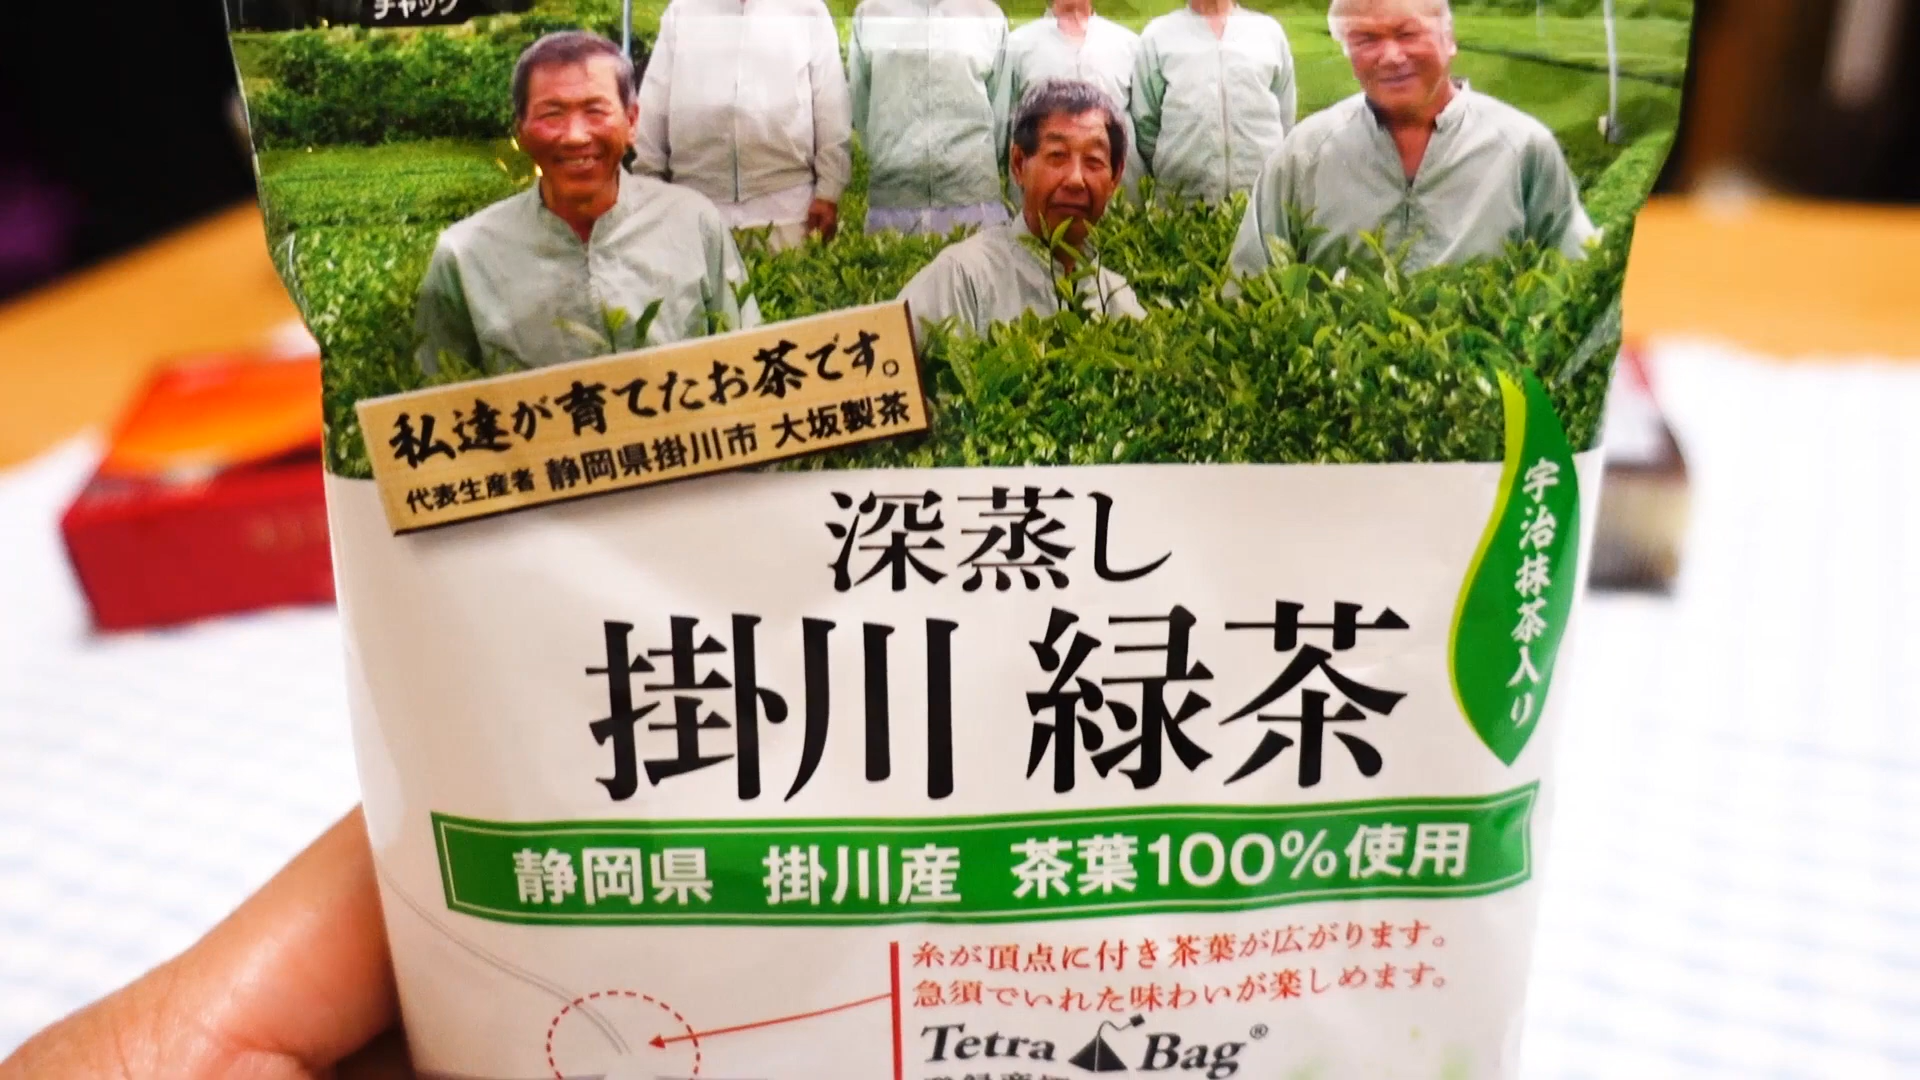 チャック
私達が育てたお茶です。
代表生産者 静岡県掛川市 大坂製茶
深蒸し
掛川 緑茶
宇治抹茶入り
静岡県 掛川産 茶葉100%使用
糸が頂点に付き茶葉が広がります。
急須でいれた味わいが楽しめます。
Tetra Bag®